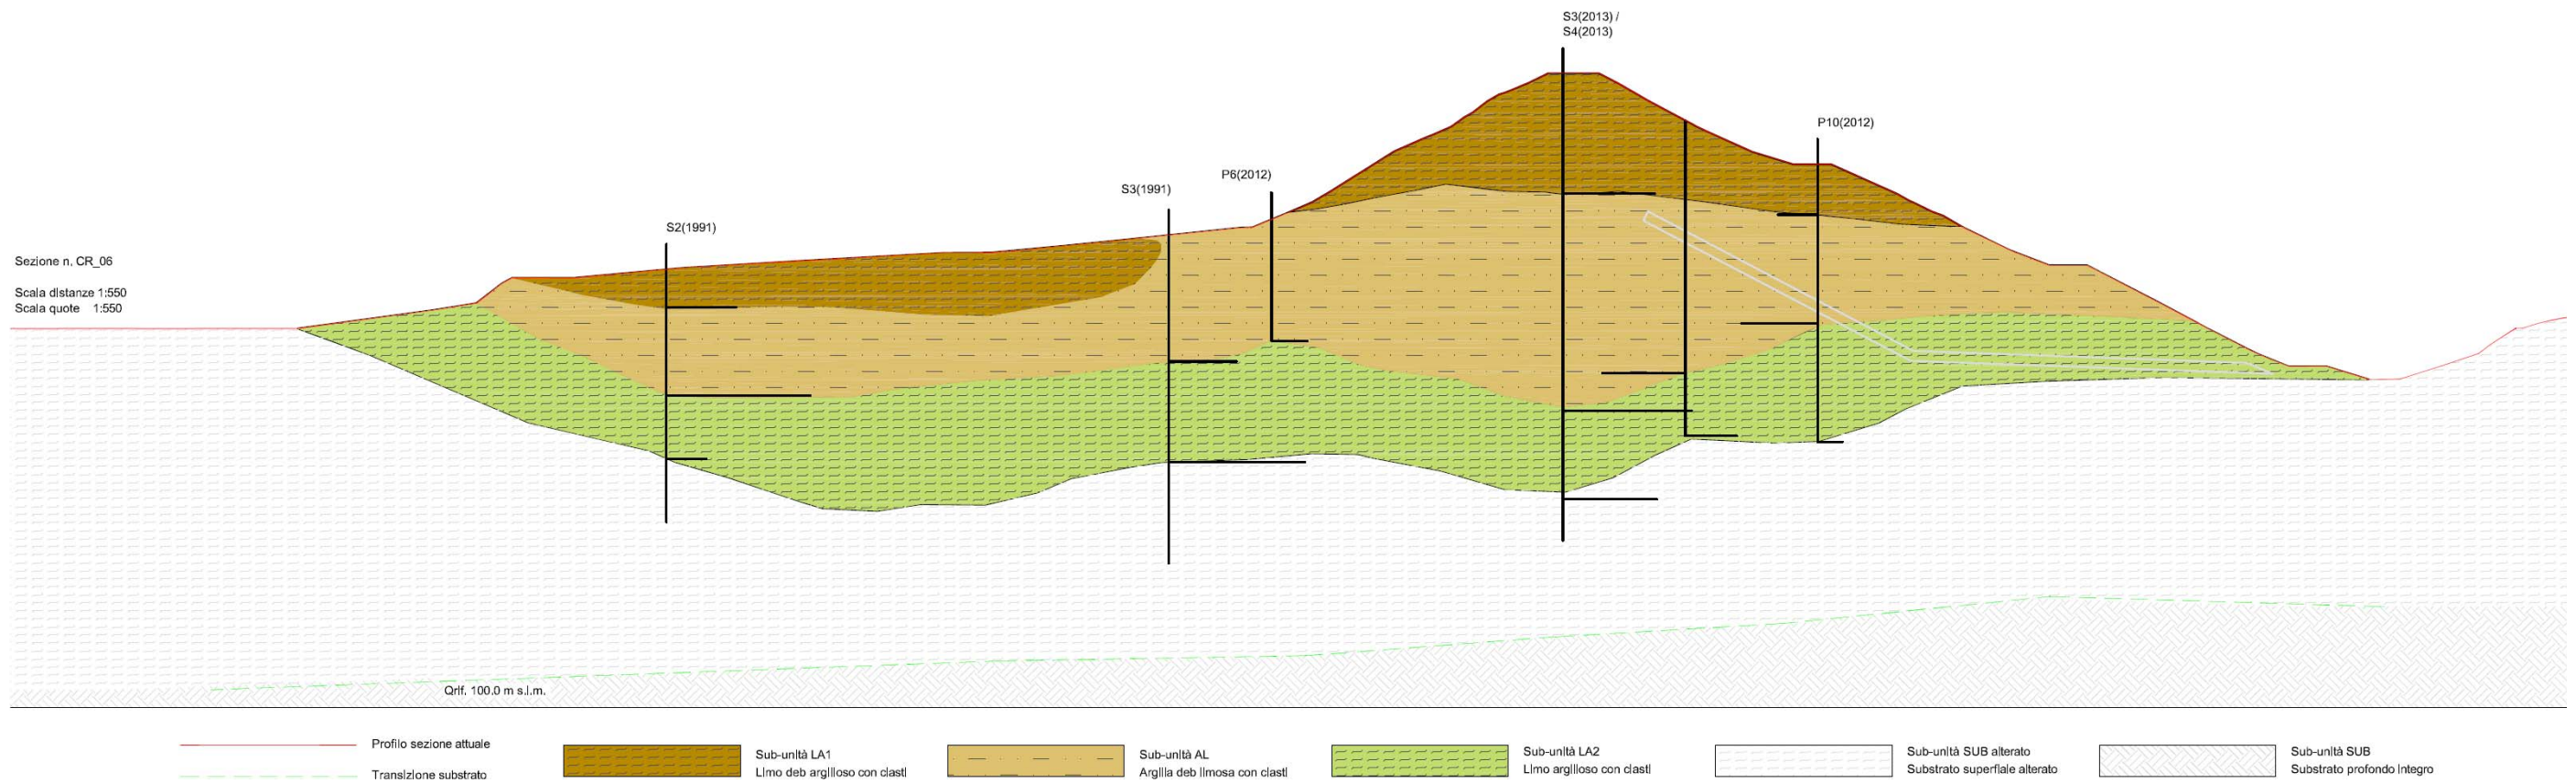 S3(2013) /
S4(2013)
P10(2012)
P6(2012)
S3(1991)
S2(1991)
Sezione n. CR_06
Scala distanze 1:550
Scala quote 1:550
Qrif. 100.0 m s.l.m.
Profilo sezione attuale
Transizione substrato
Sub-unità LA1
Limo deb argilloso con clasti
Sub-unità AL
Argilla deb limosa con clasti
Sub-unità LA2
Limo argilloso con clasti
Sub-unità SUB alterato
Substrato superfiale alterato
Sub-unità SUB
Substrato profondo integro